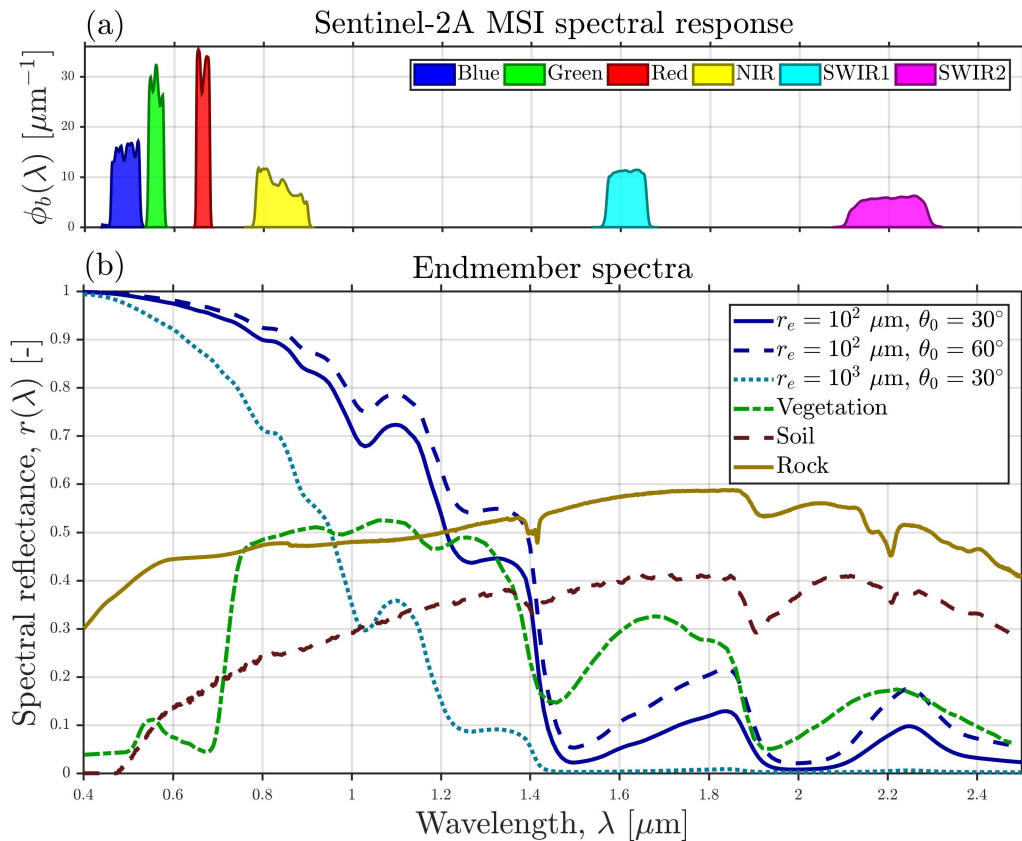 (a) Sentinel-2A MSI spectral response
ϕ_b(λ) [μm⁻¹]
30
20
10
0
Blue Green Red NIR SWIR1 SWIR2
(b) Endmember spectra
Spectral reflectance, r(λ) [-]
1
0.9
0.8
0.7
0.6
0.5
0.4
0.3
0.2
0.1
0
r_e = 10² μm, θ₀ = 30°
r_e = 10² μm, θ₀ = 60°
r_e = 10³ μm, θ₀ = 30°
Vegetation
Soil
Rock
0.4 0.6 0.8 1 1.2 1.4 1.6 1.8 2 2.2 2.4
Wavelength, λ [μm]